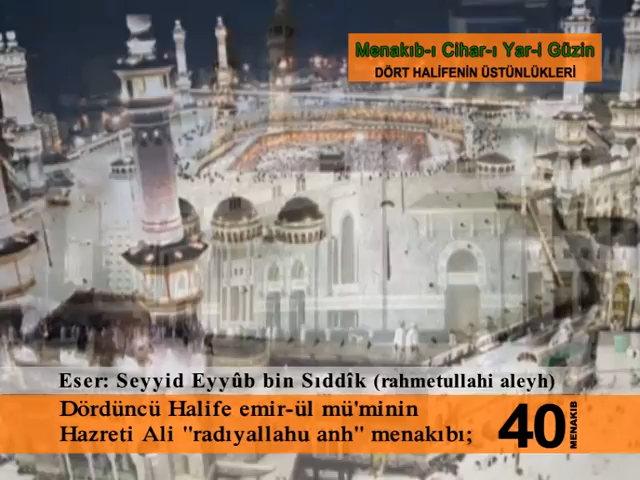 Menakıb-ı Cihar-ı Yar-i Güzin
DÖRT HALİFENİN ÜSTÜNLÜKLERİ
Eser: Seyyid Eyyûb bin Sıddîk (rahmetullahi aleyh)
Dördüncü Halife emir-ül mü'minin
Hazreti Ali "radıyallahu anh" menakıbı;
40
MENAKIB